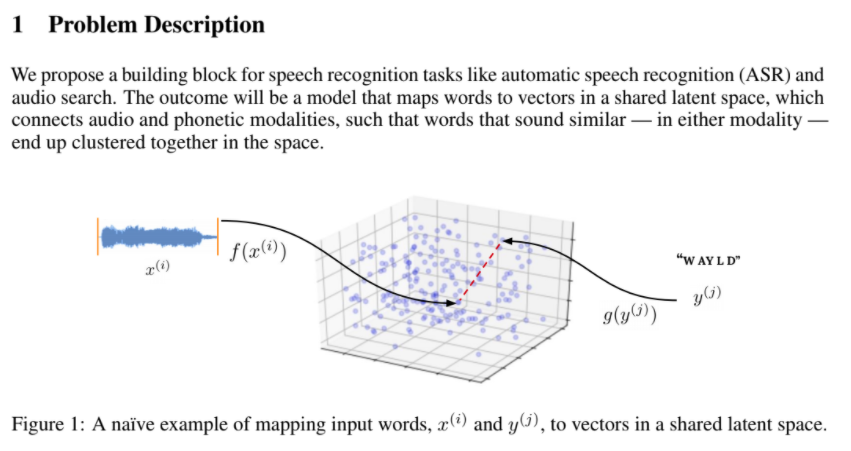 1 Problem Description
We propose a building block for speech recognition tasks like automatic speech recognition (ASR) and
audio search. The outcome will be a model that maps words to vectors in a shared latent space, which
connects audio and phonetic modalities, such that words that sound similar — in either modality —
end up clustered together in the space.
x^(i)
f(x^(i))
"W AY L D"
y^(j)
g(y^(j))
Figure 1: A naïve example of mapping input words, x^(i) and y^(j), to vectors in a shared latent space.